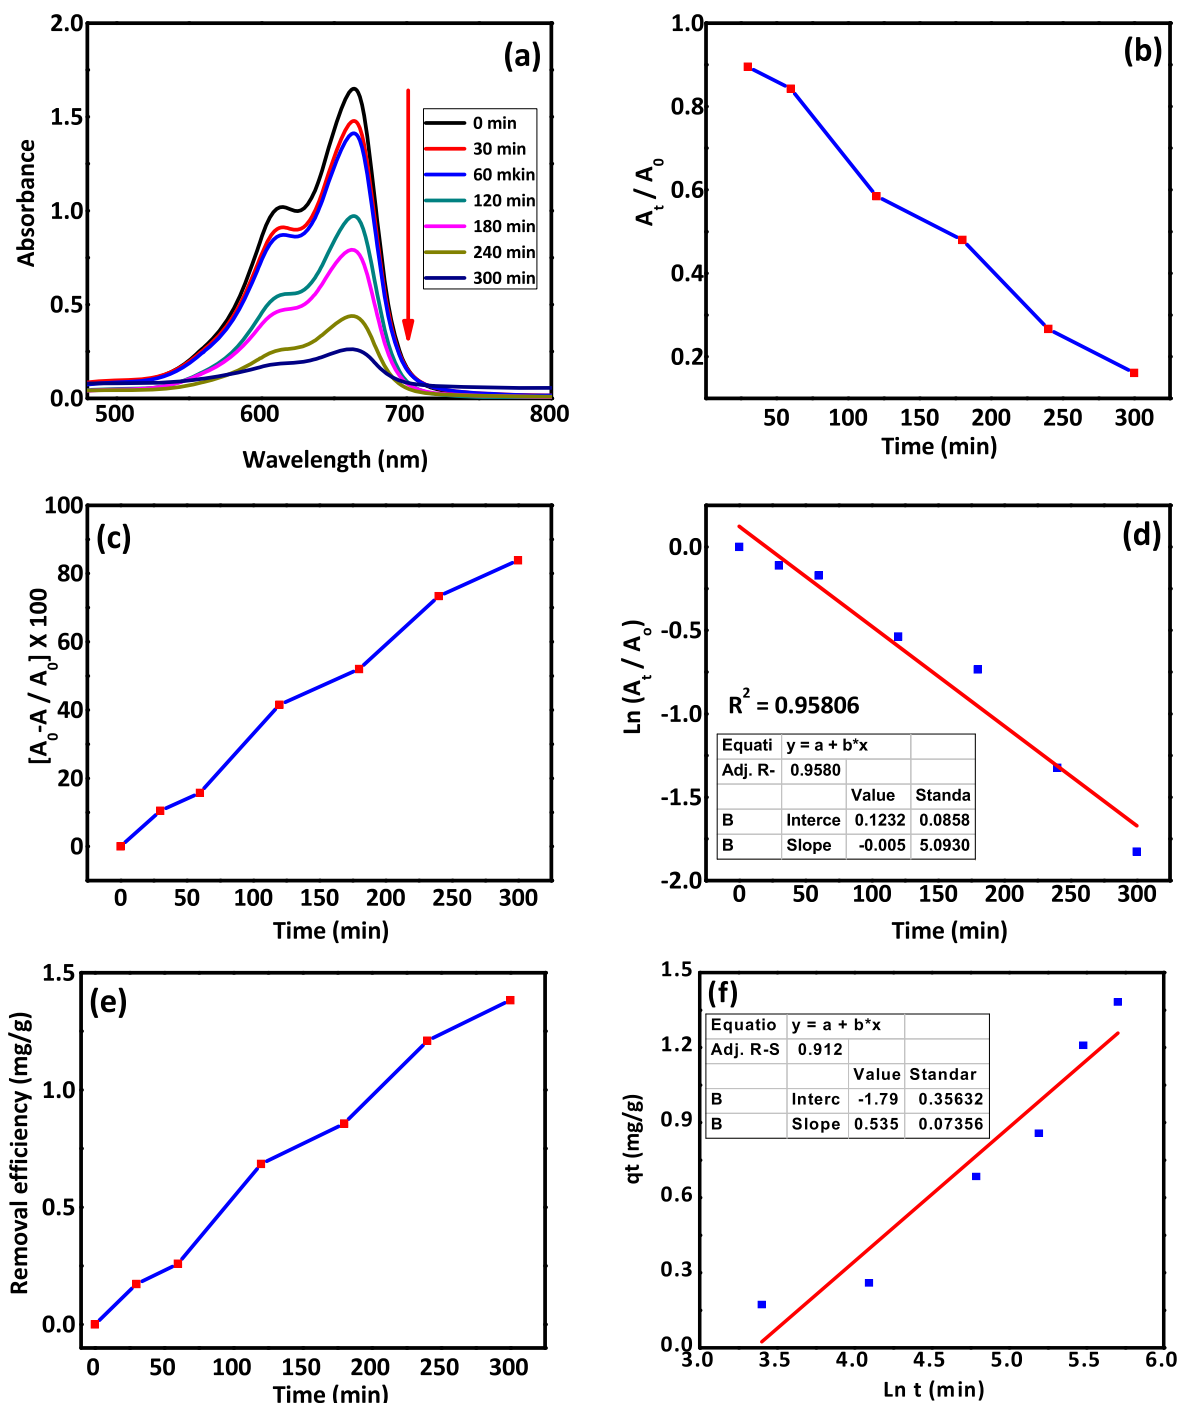 (a)
2.0
1.5
1.0
0.5
0.0
Absorbance
0 min
30 min
60 mkin
120 min
180 min
240 min
300 min
500 600 700 800
Wavelength (nm)
(b)
1.0
0.8
0.6
0.4
0.2
At / A0
50 100 150 200 250 300
Time (min)
(c)
100
80
60
40
20
0
[A0-A / A0] X 100
0 50 100 150 200 250 300
Time (min)
(d)
0.0
-0.5
-1.0
-1.5
-2.0
Ln (At / Ao)
R2 = 0.95806
Equati y = a + b*x
Adj. R- 0.9580
Value Standa
B Interce 0.1232 0.0858
B Slope -0.005 5.0930
0 50 100 150 200 250 300
Time (min)
(e)
1.5
1.0
0.5
0.0
Removal efficiency (mg/g)
0 50 100 150 200 250 300
Time (min)
(f)
1.5
1.2
0.9
0.6
0.3
0.0
qt (mg/g)
Equatio y = a + b*x
Adj. R-S 0.912
Value Standar
B Interc -1.79 0.35632
B Slope 0.535 0.07356
3.0 3.5 4.0 4.5 5.0 5.5 6.0
Ln t (min)